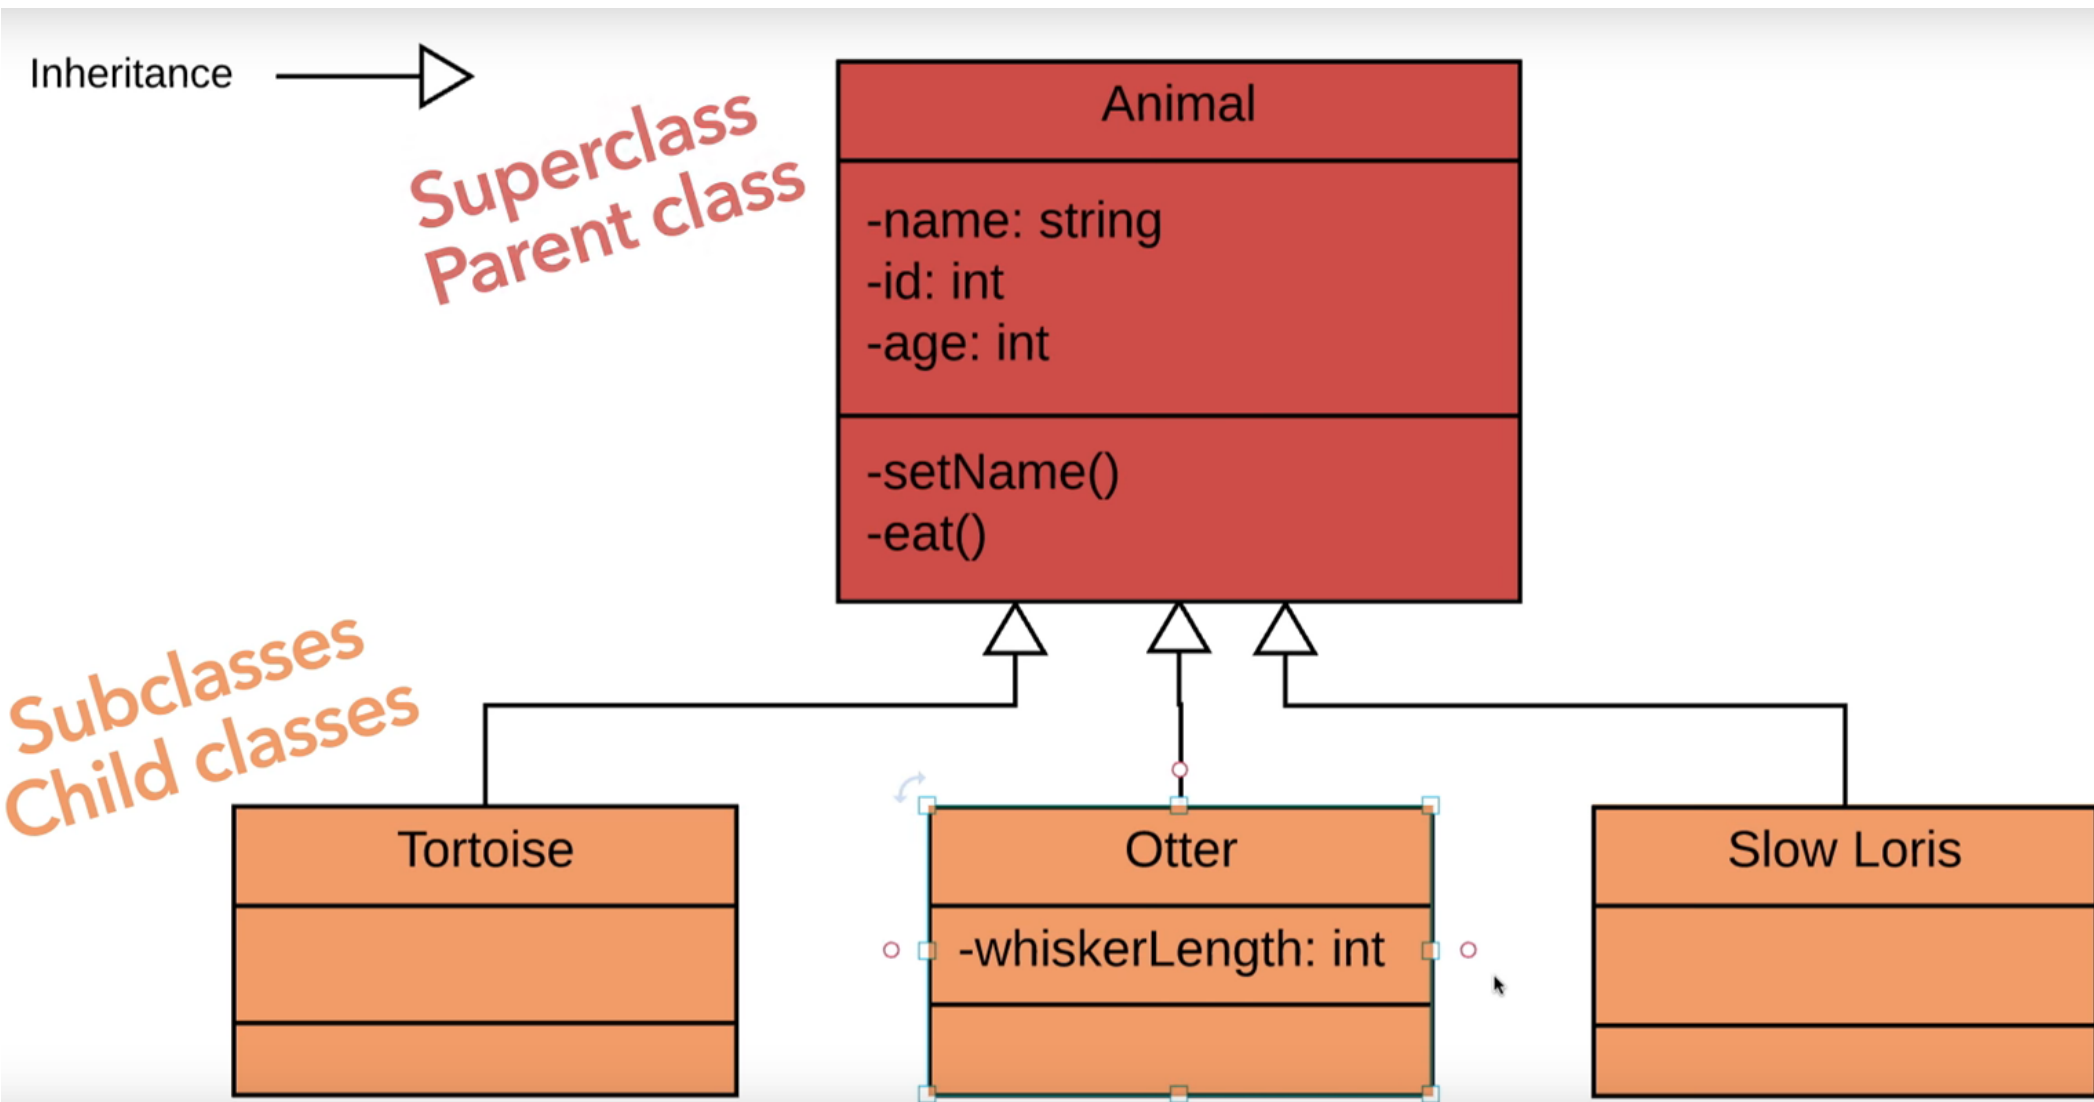 Inheritance
Superclass
Parent class
Animal
-name: string
-id: int
-age: int
-setName()
-eat()
Subclasses
Child classes
Tortoise
Otter
-whiskerLength: int
Slow Loris